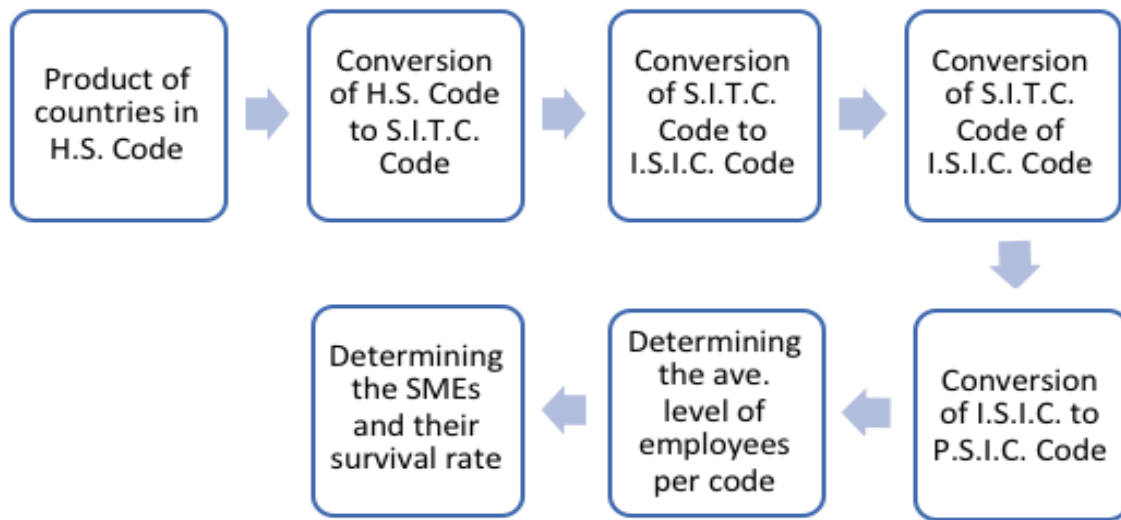 Product of
countries in
H.S. Code
Conversion
of H.S. Code
to S.I.T.C.
Code
Conversion
of S.I.T.C.
Code to
I.S.I.C. Code
Conversion
of S.I.T.C.
Code of
I.S.I.C. Code
Conversion
of I.S.I.C. to
P.S.I.C. Code
Determining
the ave.
level of
employees
per code
Determining
the SMEs
and their
survival rate